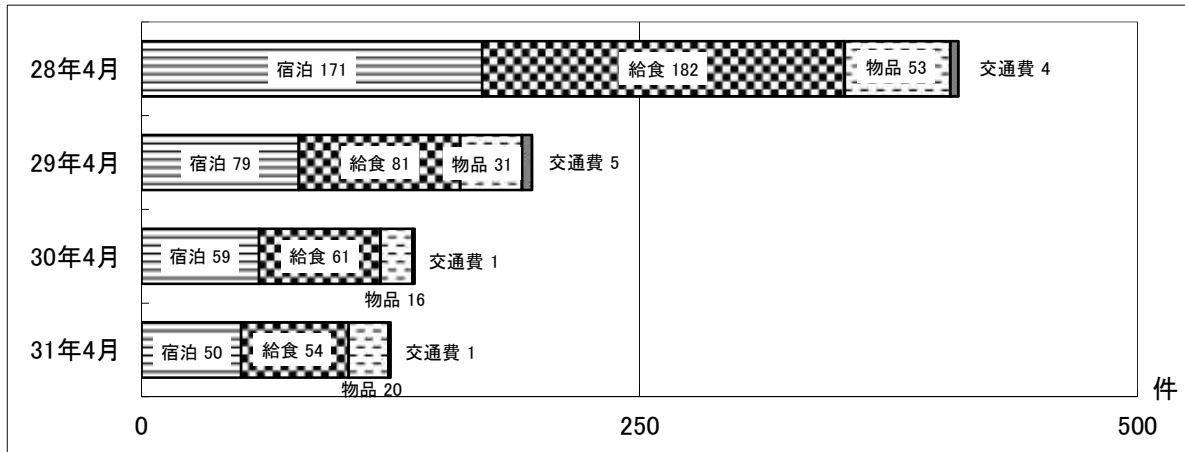 28年4月 宿泊 171 給食 182 物品 53 交通費 4
29年4月 宿泊 79 給食 81 物品 31 交通費 5
30年4月 宿泊 59 給食 61 交通費 1
物品 16
31年4月 宿泊 50 給食 54 交通費 1
物品 20
件
0 250 500